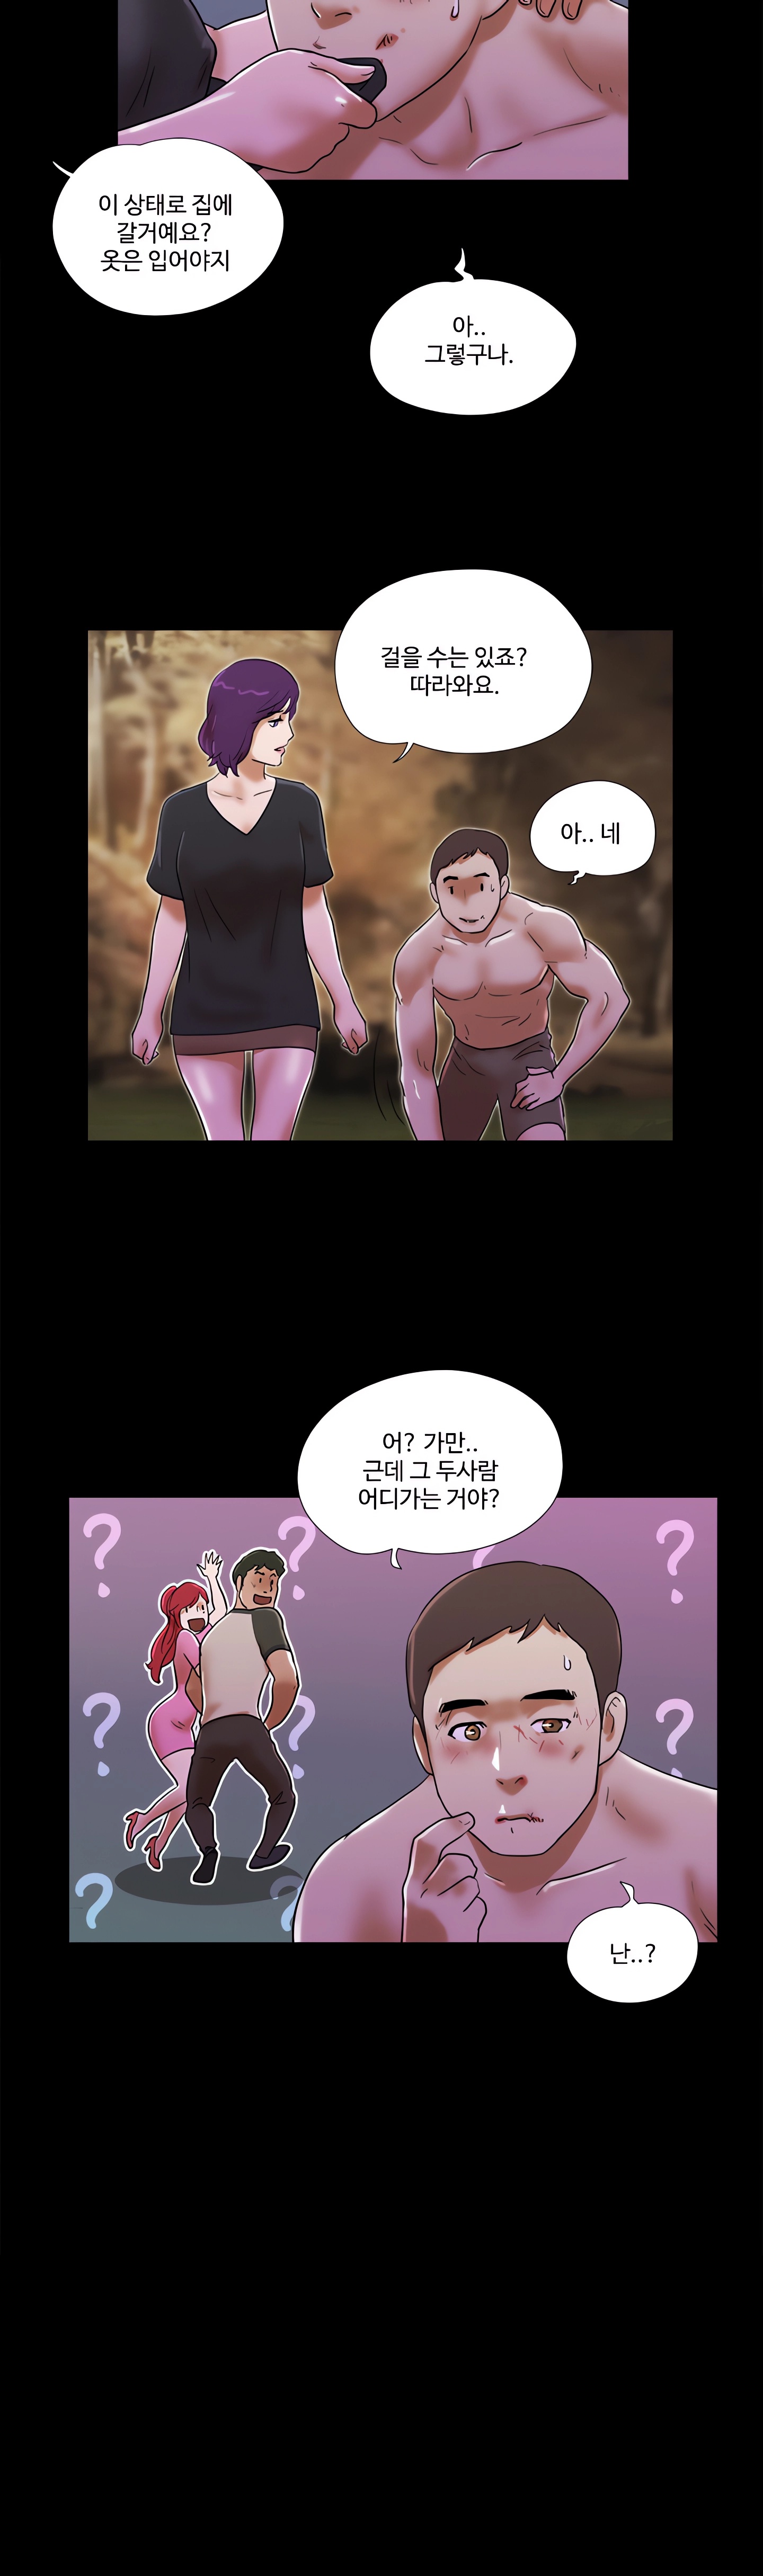 이 상태로 집에
갈거예요?
옷은 입어야지
아..
그렇구나.
걸을 수는 있죠?
따라와요.
아.. 네
어? 가만..
근데 그 두사람
어디가는 거야?
난..?